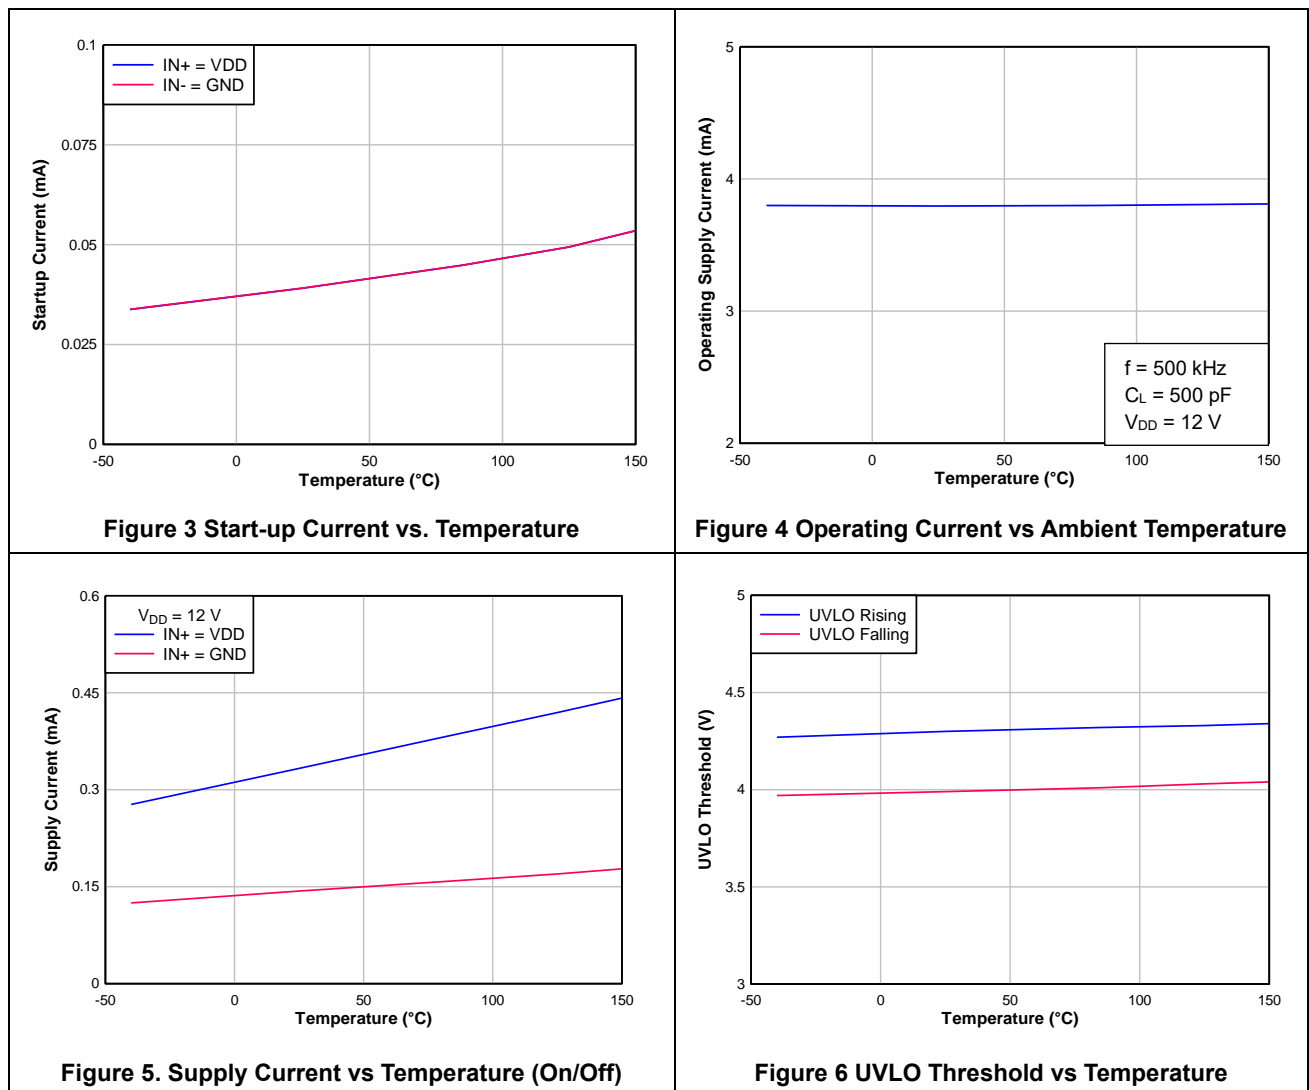 0.1
0.075
0.05
0.025
0
-50
0
50
100
150
Startup Current (mA)
Temperature (°C)
IN+ = VDD
IN- = GND
Figure 3 Start-up Current vs. Temperature
5
4
3
2
-50
0
50
100
150
Operating Supply Current (mA)
Temperature (°C)
f = 500 kHz
CL = 500 pF
VDD = 12 V
Figure 4 Operating Current vs Ambient Temperature
0.6
0.45
0.3
0.15
0
-50
0
50
100
150
Supply Current (mA)
Temperature (°C)
VDD = 12 V
IN+ = VDD
IN+ = GND
Figure 5. Supply Current vs Temperature (On/Off)
5
4.5
4
3.5
3
-50
0
50
100
150
UVLO Threshold (V)
Temperature (°C)
UVLO Rising
UVLO Falling
Figure 6 UVLO Threshold vs Temperature